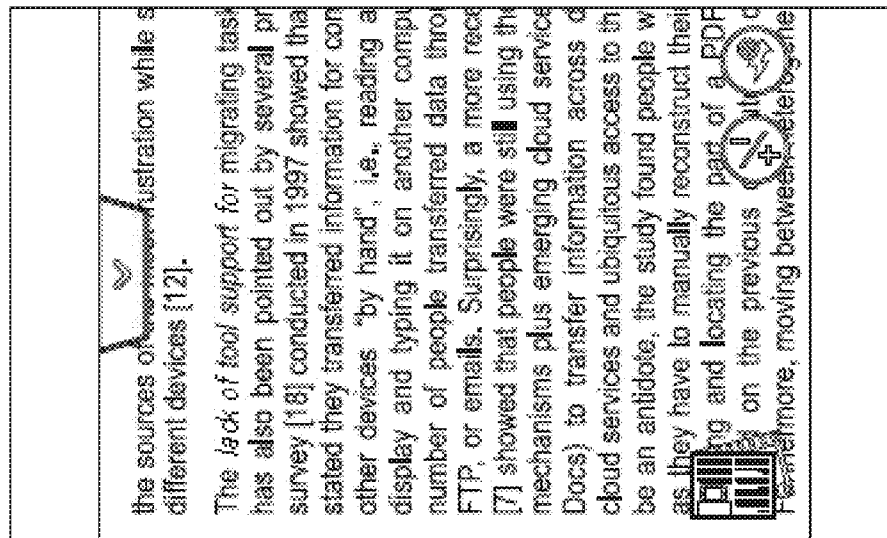 the sources of rustration while s
different devices [12].
The lack of tool support for migrating task
has also been pointed out by several pr
survey [18] conducted in 1997 showed tha
stated they transferred information for con
other devices "by hand", i.e., reading a
display and typing it on another compu
number of people transferred data throu
FTP, or emails. Surprisingly, a more rece
[7] showed that people were still using the
mechanisms plus emerging cloud service
Docs) to transfer information across d
cloud services and ubiquitous access to th
be an antidote, the study found people w
as they have to manually reconstruct their
ng and locating the part of a PDF
on the previous
moving between heterogene